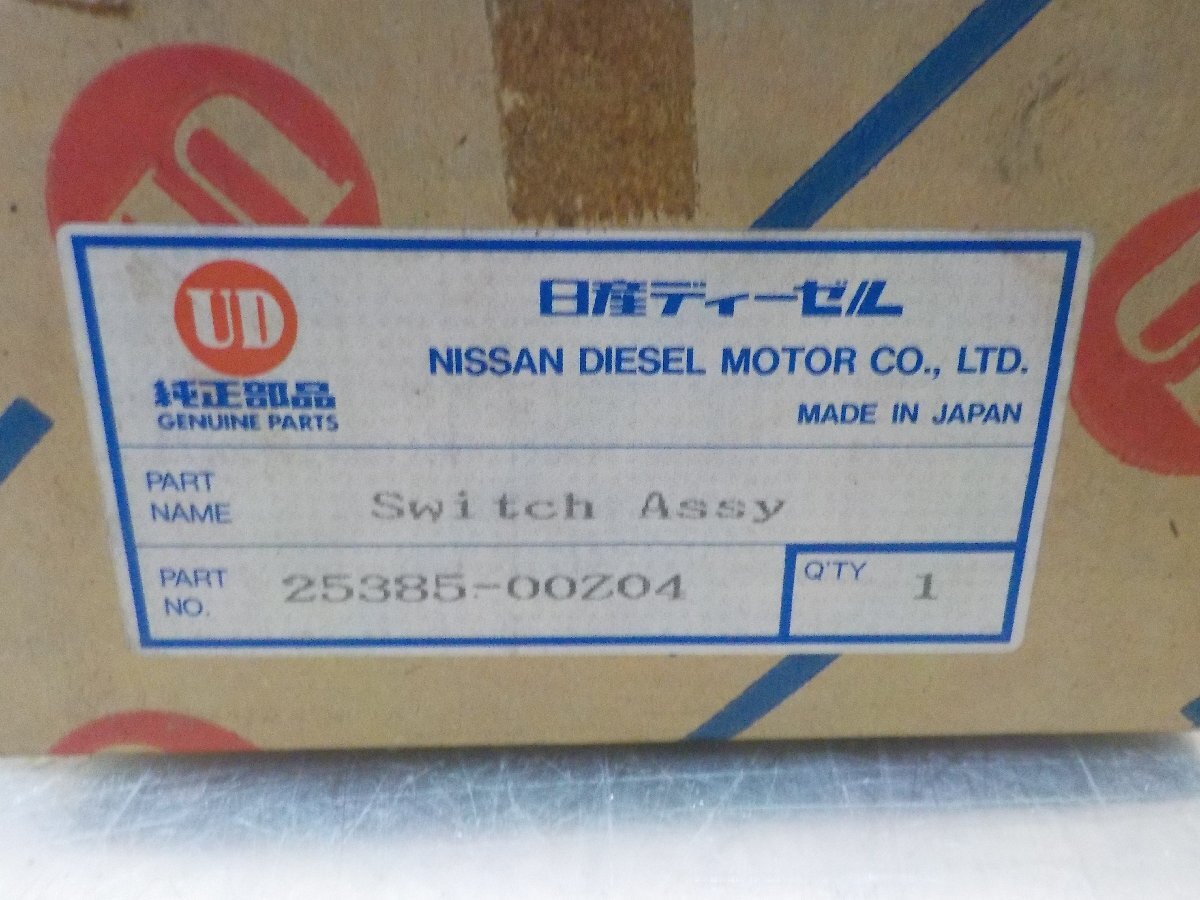 UD
日産ディーゼル
NISSAN DIESEL MOTOR CO., LTD.
純正部品
GENUINE PARTS
MADE IN JAPAN
PART NAME
Switch Assy
PART NO.
25385-00Z04
Q'TY
1